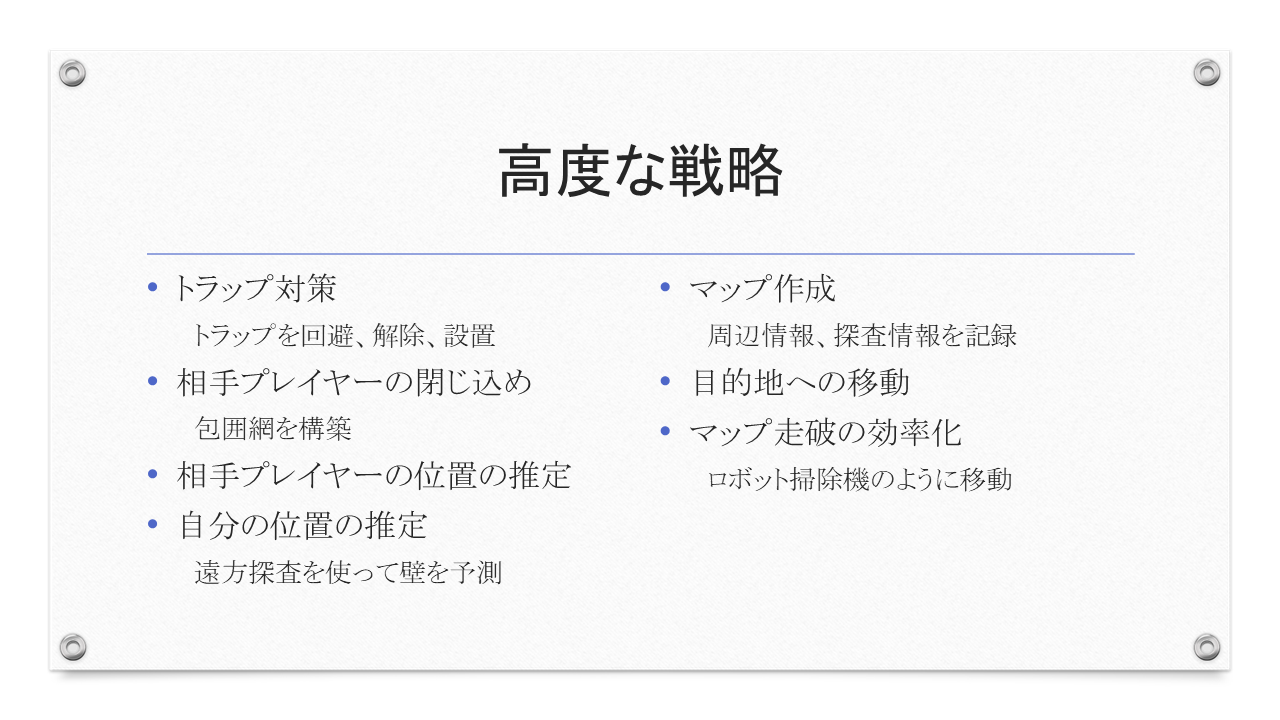 高度な戦略
• トラップ対策
トラップを回避、解除、設置
• 相手プレイヤーの閉じ込め
包囲網を構築
• 相手プレイヤーの位置の推定
• 自分の位置の推定
遠方探査を使って壁を予測
• マップ作成
周辺情報、探査情報を記録
• 目的地への移動
• マップ走破の効率化
ロボット掃除機のように移動